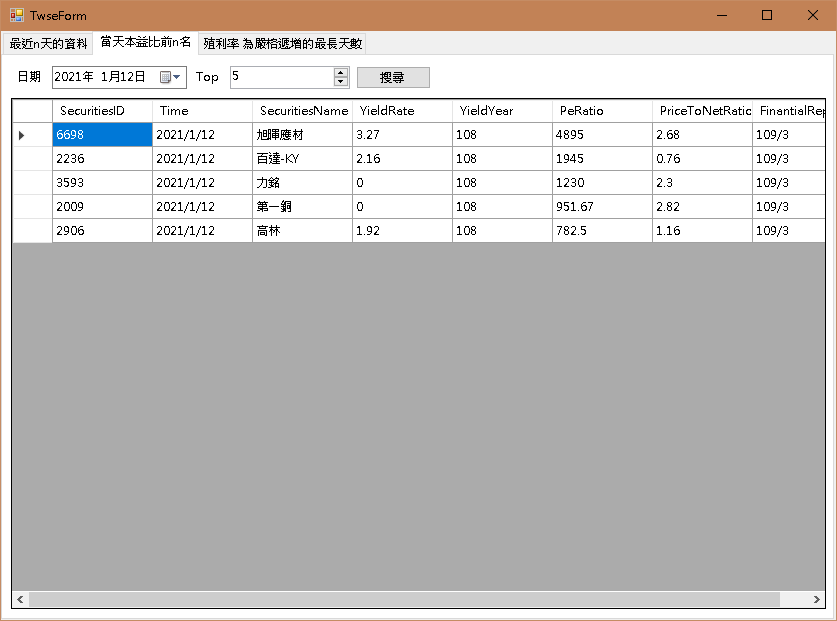 TwseForm
最近n天的資料 當天本益比前n名 殖利率 為嚴格遞增的最長天數
日期 2021年 1月12日 Top 5 搜尋
SecuritiesID Time SecuritiesName YieldRate YieldYear PeRatio PriceToNetRatio FinantialRep
6698 2021/1/12 旭暉應材 3.27 108 4895 2.68 109/3
2236 2021/1/12 百達-KY 2.16 108 1945 0.76 109/3
3593 2021/1/12 力銘 0 108 1230 2.3 109/3
2009 2021/1/12 第一銅 0 108 951.67 2.82 109/3
2906 2021/1/12 高林 1.92 108 782.5 1.16 109/3